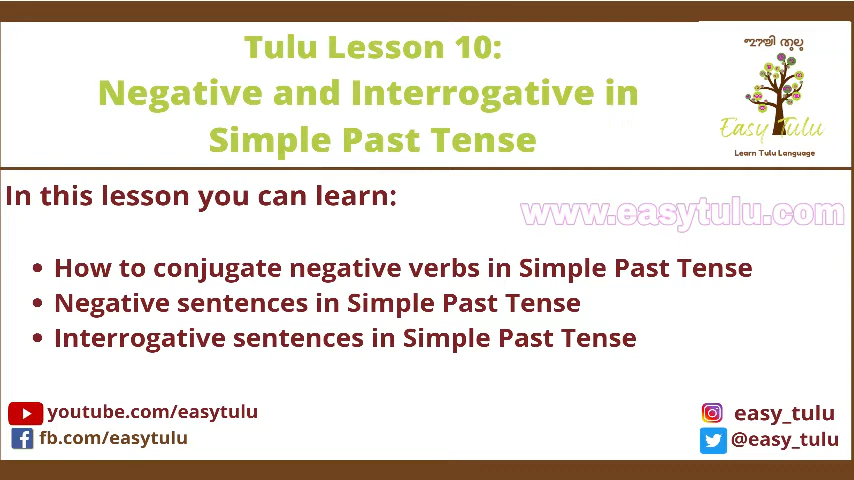 Tulu Lesson 10:
Negative and Interrogative in
Simple Past Tense
Easy Tulu
Learn Tulu Language
In this lesson you can learn:
www.easytulu.com
• How to conjugate negative verbs in Simple Past Tense
• Negative sentences in Simple Past Tense
• Interrogative sentences in Simple Past Tense
youtube.com/easytulu
fb.com/easytulu
easy_tulu
@easy_tulu